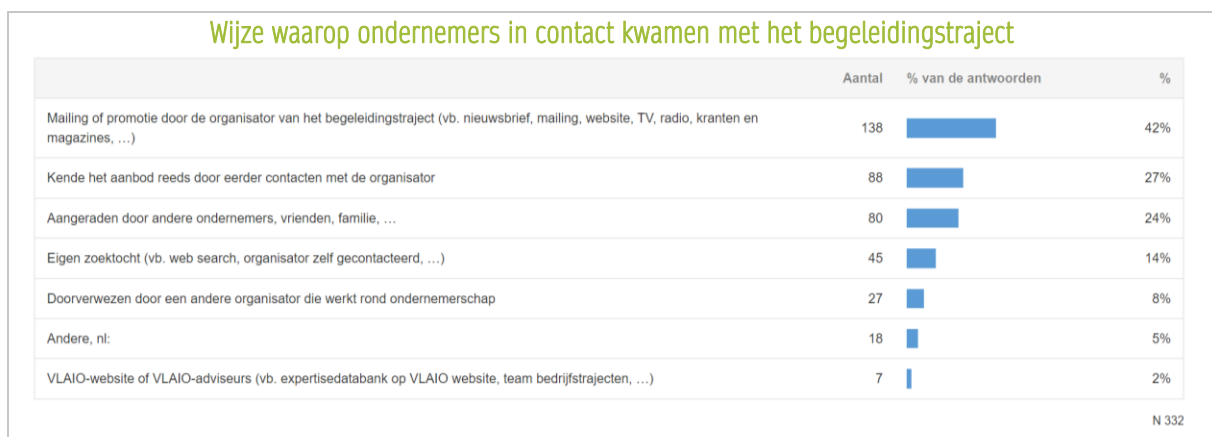 Wijze waarop ondernemers in contact kwamen met het begeleidingstraject
Aantal % van de antwoorden %
Mailing of promotie door de organisator van het begeleidingstraject (vb. nieuwsbrief, mailing, website, TV, radio, kranten en
magazines, …) 138 42%
Kende het aanbod reeds door eerder contacten met de organisator 88 27%
Aangeraden door andere ondernemers, vrienden, familie, … 80 24%
Eigen zoektocht (vb. web search, organisator zelf gecontacteerd, …) 45 14%
Doorverwezen door een andere organisator die werkt rond ondernemerschap 27 8%
Andere, nl: 18 5%
VLAIO-website of VLAIO-adviseurs (vb. expertisedatabank op VLAIO website, team bedrijfstrajecten, …) 7 2%
N 332